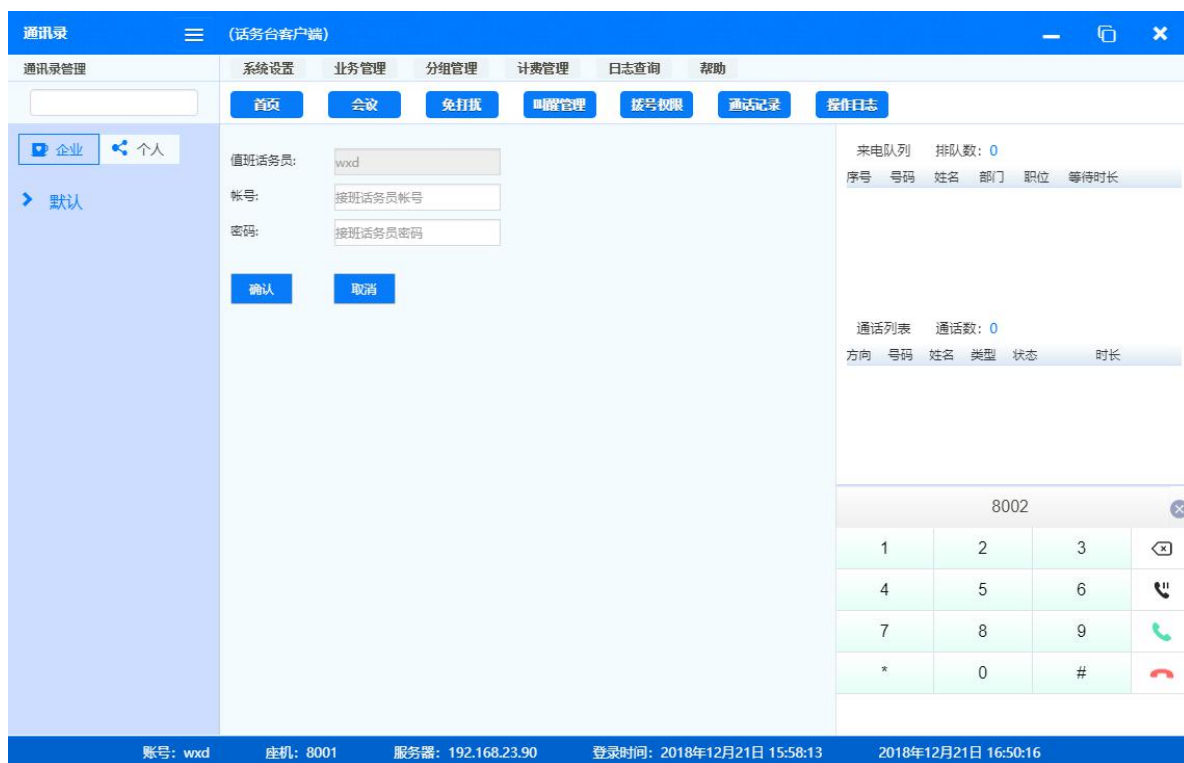 通讯录 (话务台客户端)
通讯录管理 系统设置 业务管理 分组管理 计费管理 日志查询 帮助
首页 会议 免打扰 叫醒管理 拨号权限 通话记录 操作日志
企业 个人
默认
值班话务员: wxd
帐号: 接班话务员帐号
密码: 接班话务员密码
确认 取消
来电队列 排队数: 0
序号 号码 姓名 部门 职位 等待时长
通话列表 通话数: 0
方向 号码 姓名 类型 状态 时长
8002
1 2 3
4 5 6
7 8 9
* 0 #
账号: wxd 座机: 8001 服务器: 192.168.23.90 登录时间: 2018年12月21日 15:58:13 2018年12月21日 16:50:16